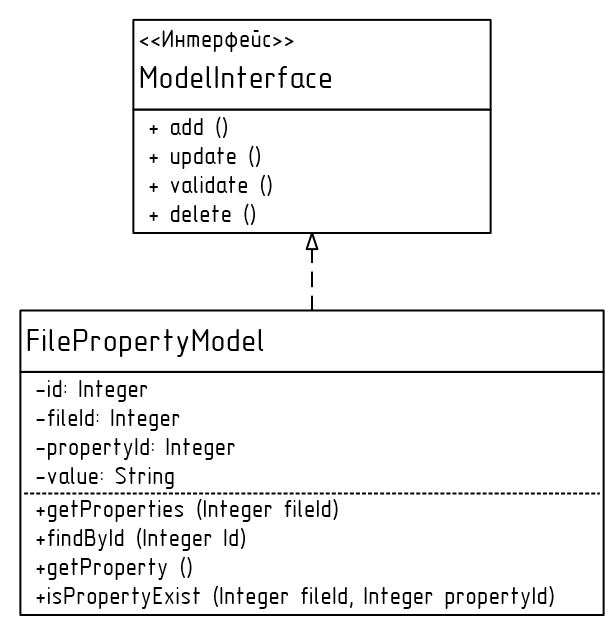 <<Интерфейс>>
ModelInterface
+ add ()
+ update ()
+ validate ()
+ delete ()
FilePropertyModel
-id: Integer
-fileId: Integer
-propertyId: Integer
-value: String
+getProperties (Integer fileId)
+findById (Integer Id)
+getProperty ()
+isPropertyExist (Integer fileId, Integer propertyId)